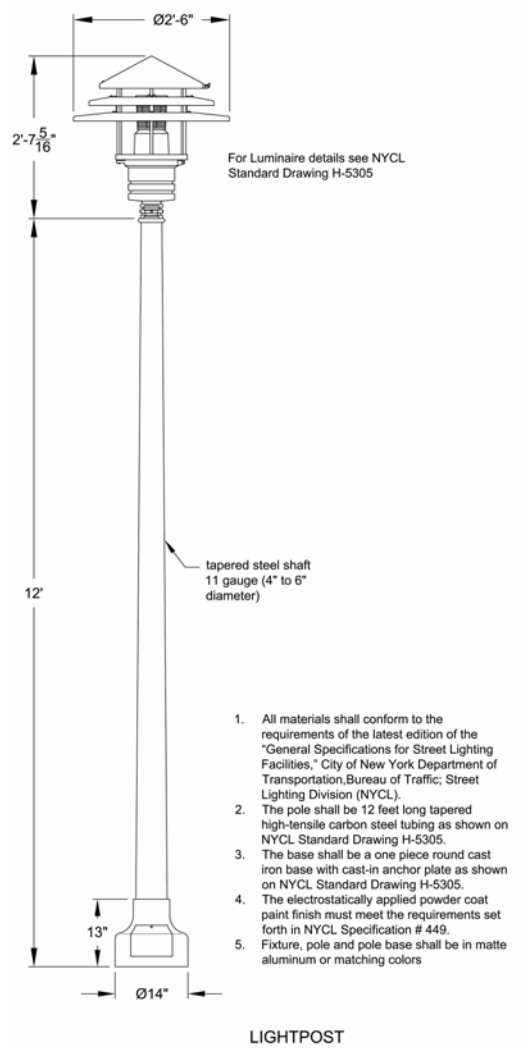 Ø2'-6"
2'-7 5/16"
For Luminaire details see NYCL
Standard Drawing H-5305
tapered steel shaft
11 gauge (4" to 6"
diameter)
12'
1. All materials shall conform to the
requirements of the latest edition of the
“General Specifications for Street Lighting
Facilities,” City of New York Department of
Transportation,Bureau of Traffic; Street
Lighting Division (NYCL).
2. The pole shall be 12 feet long tapered
high-tensile carbon steel tubing as shown on
NYCL Standard Drawing H-5305.
3. The base shall be a one piece round cast
iron base with cast-in anchor plate as shown
on NYCL Standard Drawing H-5305.
4. The electrostatically applied powder coat
paint finish must meet the requirements set
forth in NYCL Specification # 449.
5. Fixture, pole and pole base shall be in matte
aluminum or matching colors
13"
Ø14"
LIGHTPOST